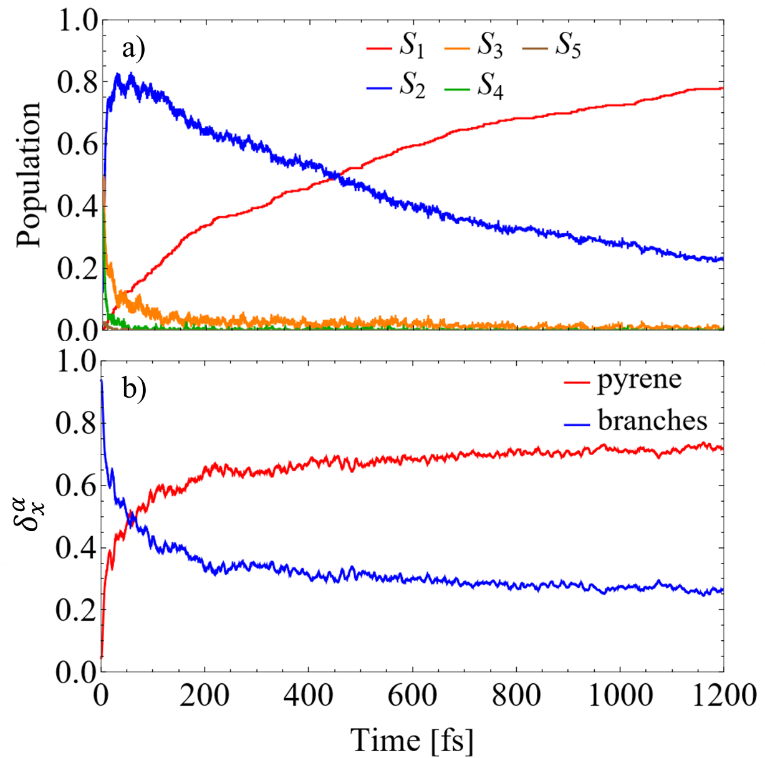 1.0
a)
S1 S3 S5
S2 S4
0.8
0.6
0.4
0.2
0.0
Population
1.0
b)
pyrene
branches
0.8
0.6
0.4
0.2
0.0
δxα
0 200 400 600 800 1000 1200
Time [fs]